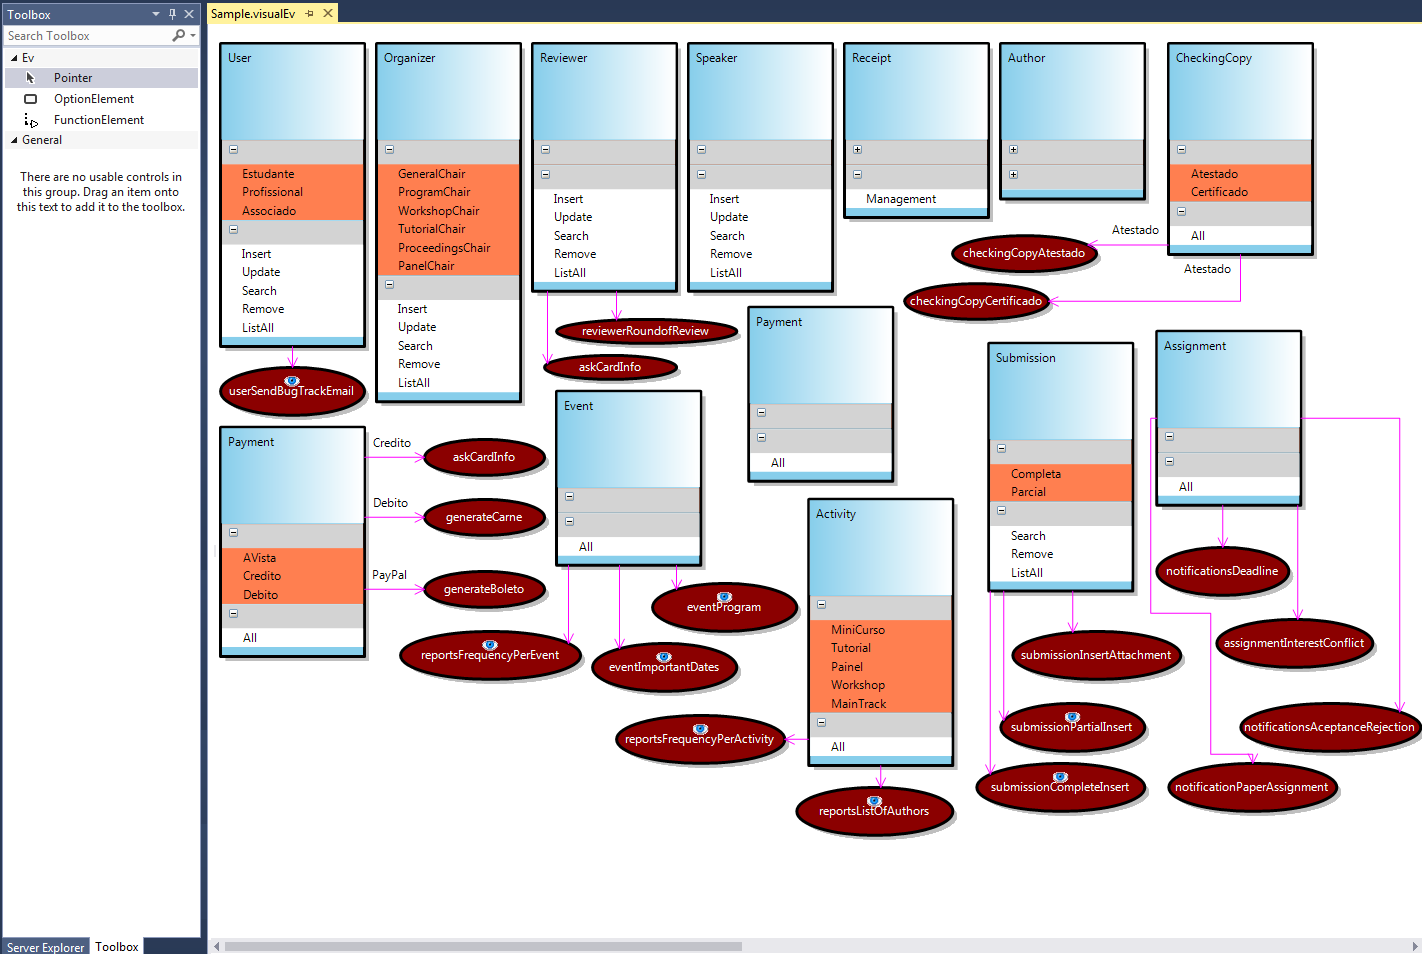 Toolbox
Search Toolbox
Ev
Pointer
OptionElement
FunctionElement
General
There are no usable controls in
this group. Drag an item onto
this text to add it to the toolbox.
Server Explorer
Toolbox
Sample.visualEv
User
Estudante
Profissional
Associado
Insert
Update
Search
Remove
ListAll
userSendBugTrackEmail
Organizer
GeneralChair
ProgramChair
WorkshopChair
TutorialChair
ProceedingsChair
PanelChair
Insert
Update
Search
Remove
ListAll
Reviewer
Insert
Update
Search
Remove
ListAll
reviewerRoundofReview
askCardInfo
Speaker
Insert
Update
Search
Remove
ListAll
Receipt
Management
Author
CheckingCopy
Atestado
Certificado
All
Atestado
checkingCopyAtestado
Atestado
checkingCopyCertificado
Payment
AVista
Credito
Debito
All
Credito
askCardInfo
Debito
generateCarne
PayPal
generateBoleto
Event
All
reportsFrequencyPerEvent
eventImportantDates
eventProgram
Payment
All
Activity
MiniCurso
Tutorial
Painel
Workshop
MainTrack
All
reportsFrequencyPerActivity
reportsListOfAuthors
Submission
Completa
Parcial
Search
Remove
ListAll
submissionInsertAttachment
submissionPartialInsert
submissionCompleteInsert
Assignment
All
notificationsDeadline
assignmentInterestConflict
notificationsAceptanceRejection
notificationPaperAssignment